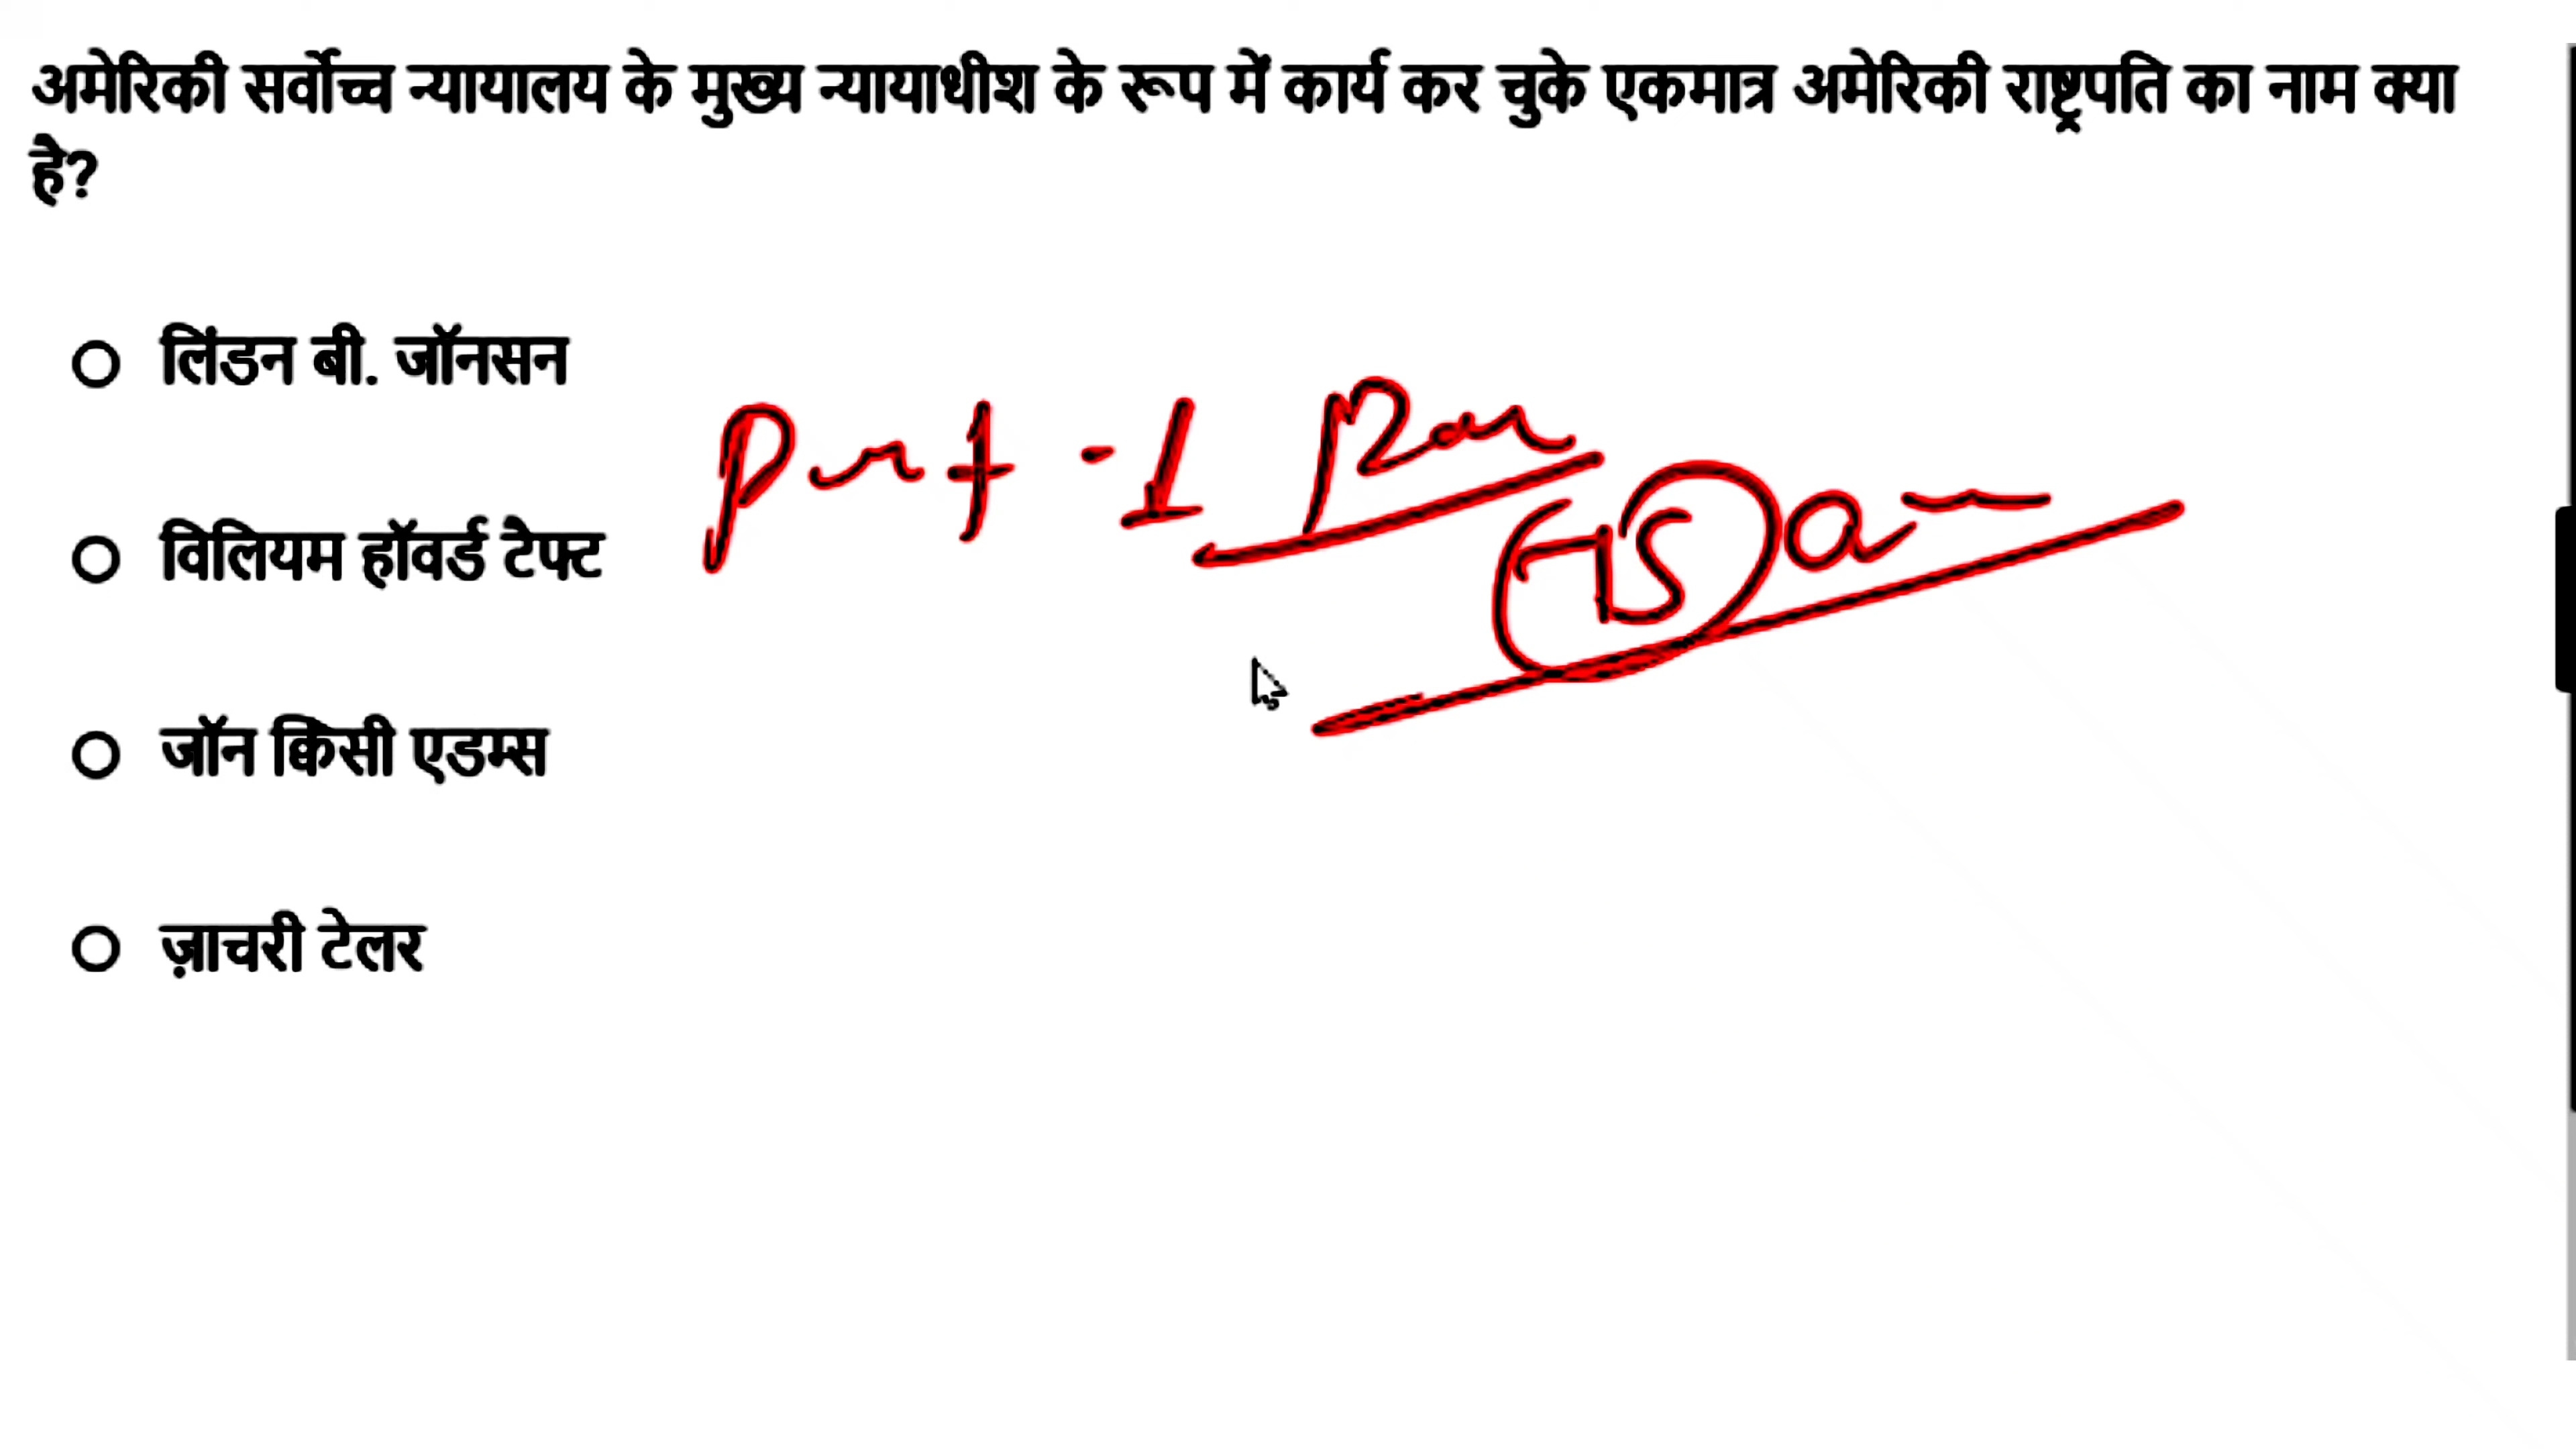 अमेरिकी सर्वोच्च न्यायालय के मुख्य न्यायाधीश के रूप में कार्य कर चुके एकमात्र अमेरिकी राष्ट्रपति का नाम क्या
है?
लिंडन बी. जॉनसन
विलियम हॉवर्ड टैफ्ट
जॉन क्विंसी एडम्स
ज़ाचरी टेलर